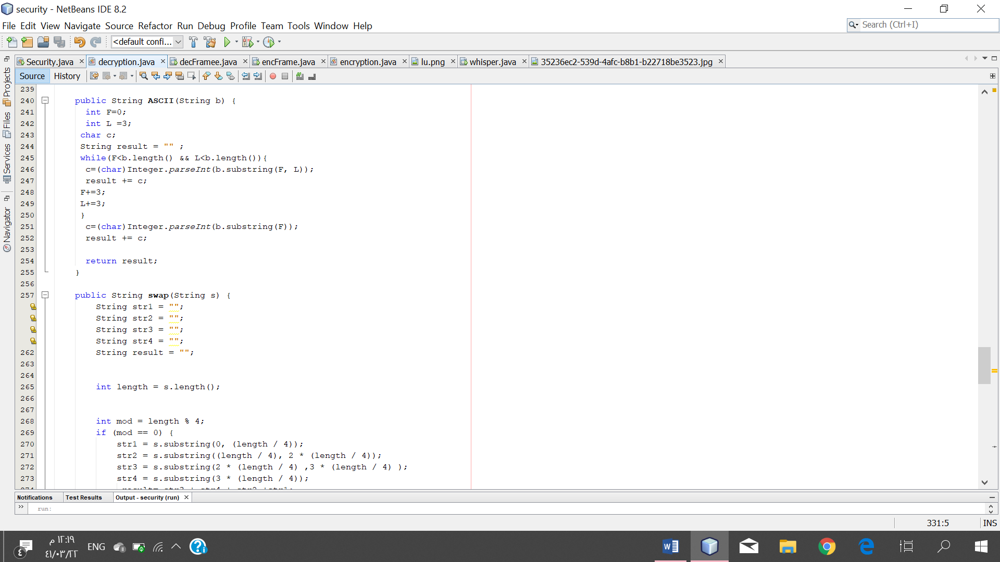 security - NetBeans IDE 8.2
File Edit View Navigate Source Refactor Run Debug Profile Team Tools Window Help
Search (Ctrl+I)
<default confi...
Security.java decryption.java decFramee.java encFrame.java encryption.java lu.png whisper.java 35236ec2-539d-4afc-b8b1-b22718be3523.jpg
Source History
Projects
Files
Services
Navigator
239
240 public String ASCII(String b) {
241 int F=0;
242 int L =3;
243 char c;
244 String result = "" ;
245 while(F<b.length() && L<b.length()){
246 c=(char)Integer.parseInt(b.substring(F, L));
247 result += c;
248 F+=3;
249 L+=3;
250 }
251 c=(char)Integer.parseInt(b.substring(F));
252 result += c;
253
254 return result;
255 }
256
257 public String swap(String s) {
String str1 = "";
String str2 = "";
String str3 = "";
String str4 = "";
262 String result = "";
263
264
265 int length = s.length();
266
267
268 int mod = length % 4;
269 if (mod == 0) {
270 str1 = s.substring(0, (length / 4));
271 str2 = s.substring((length / 4), 2 * (length / 4));
272 str3 = s.substring(2 * (length / 4) ,3 * (length / 4) );
273 str4 = s.substring(3 * (length / 4));
Notifications Test Results Output - security (run)
run:
331:5 INS
١٢:١٩ م
٤١/٠٣/٢٢
ENG
٤